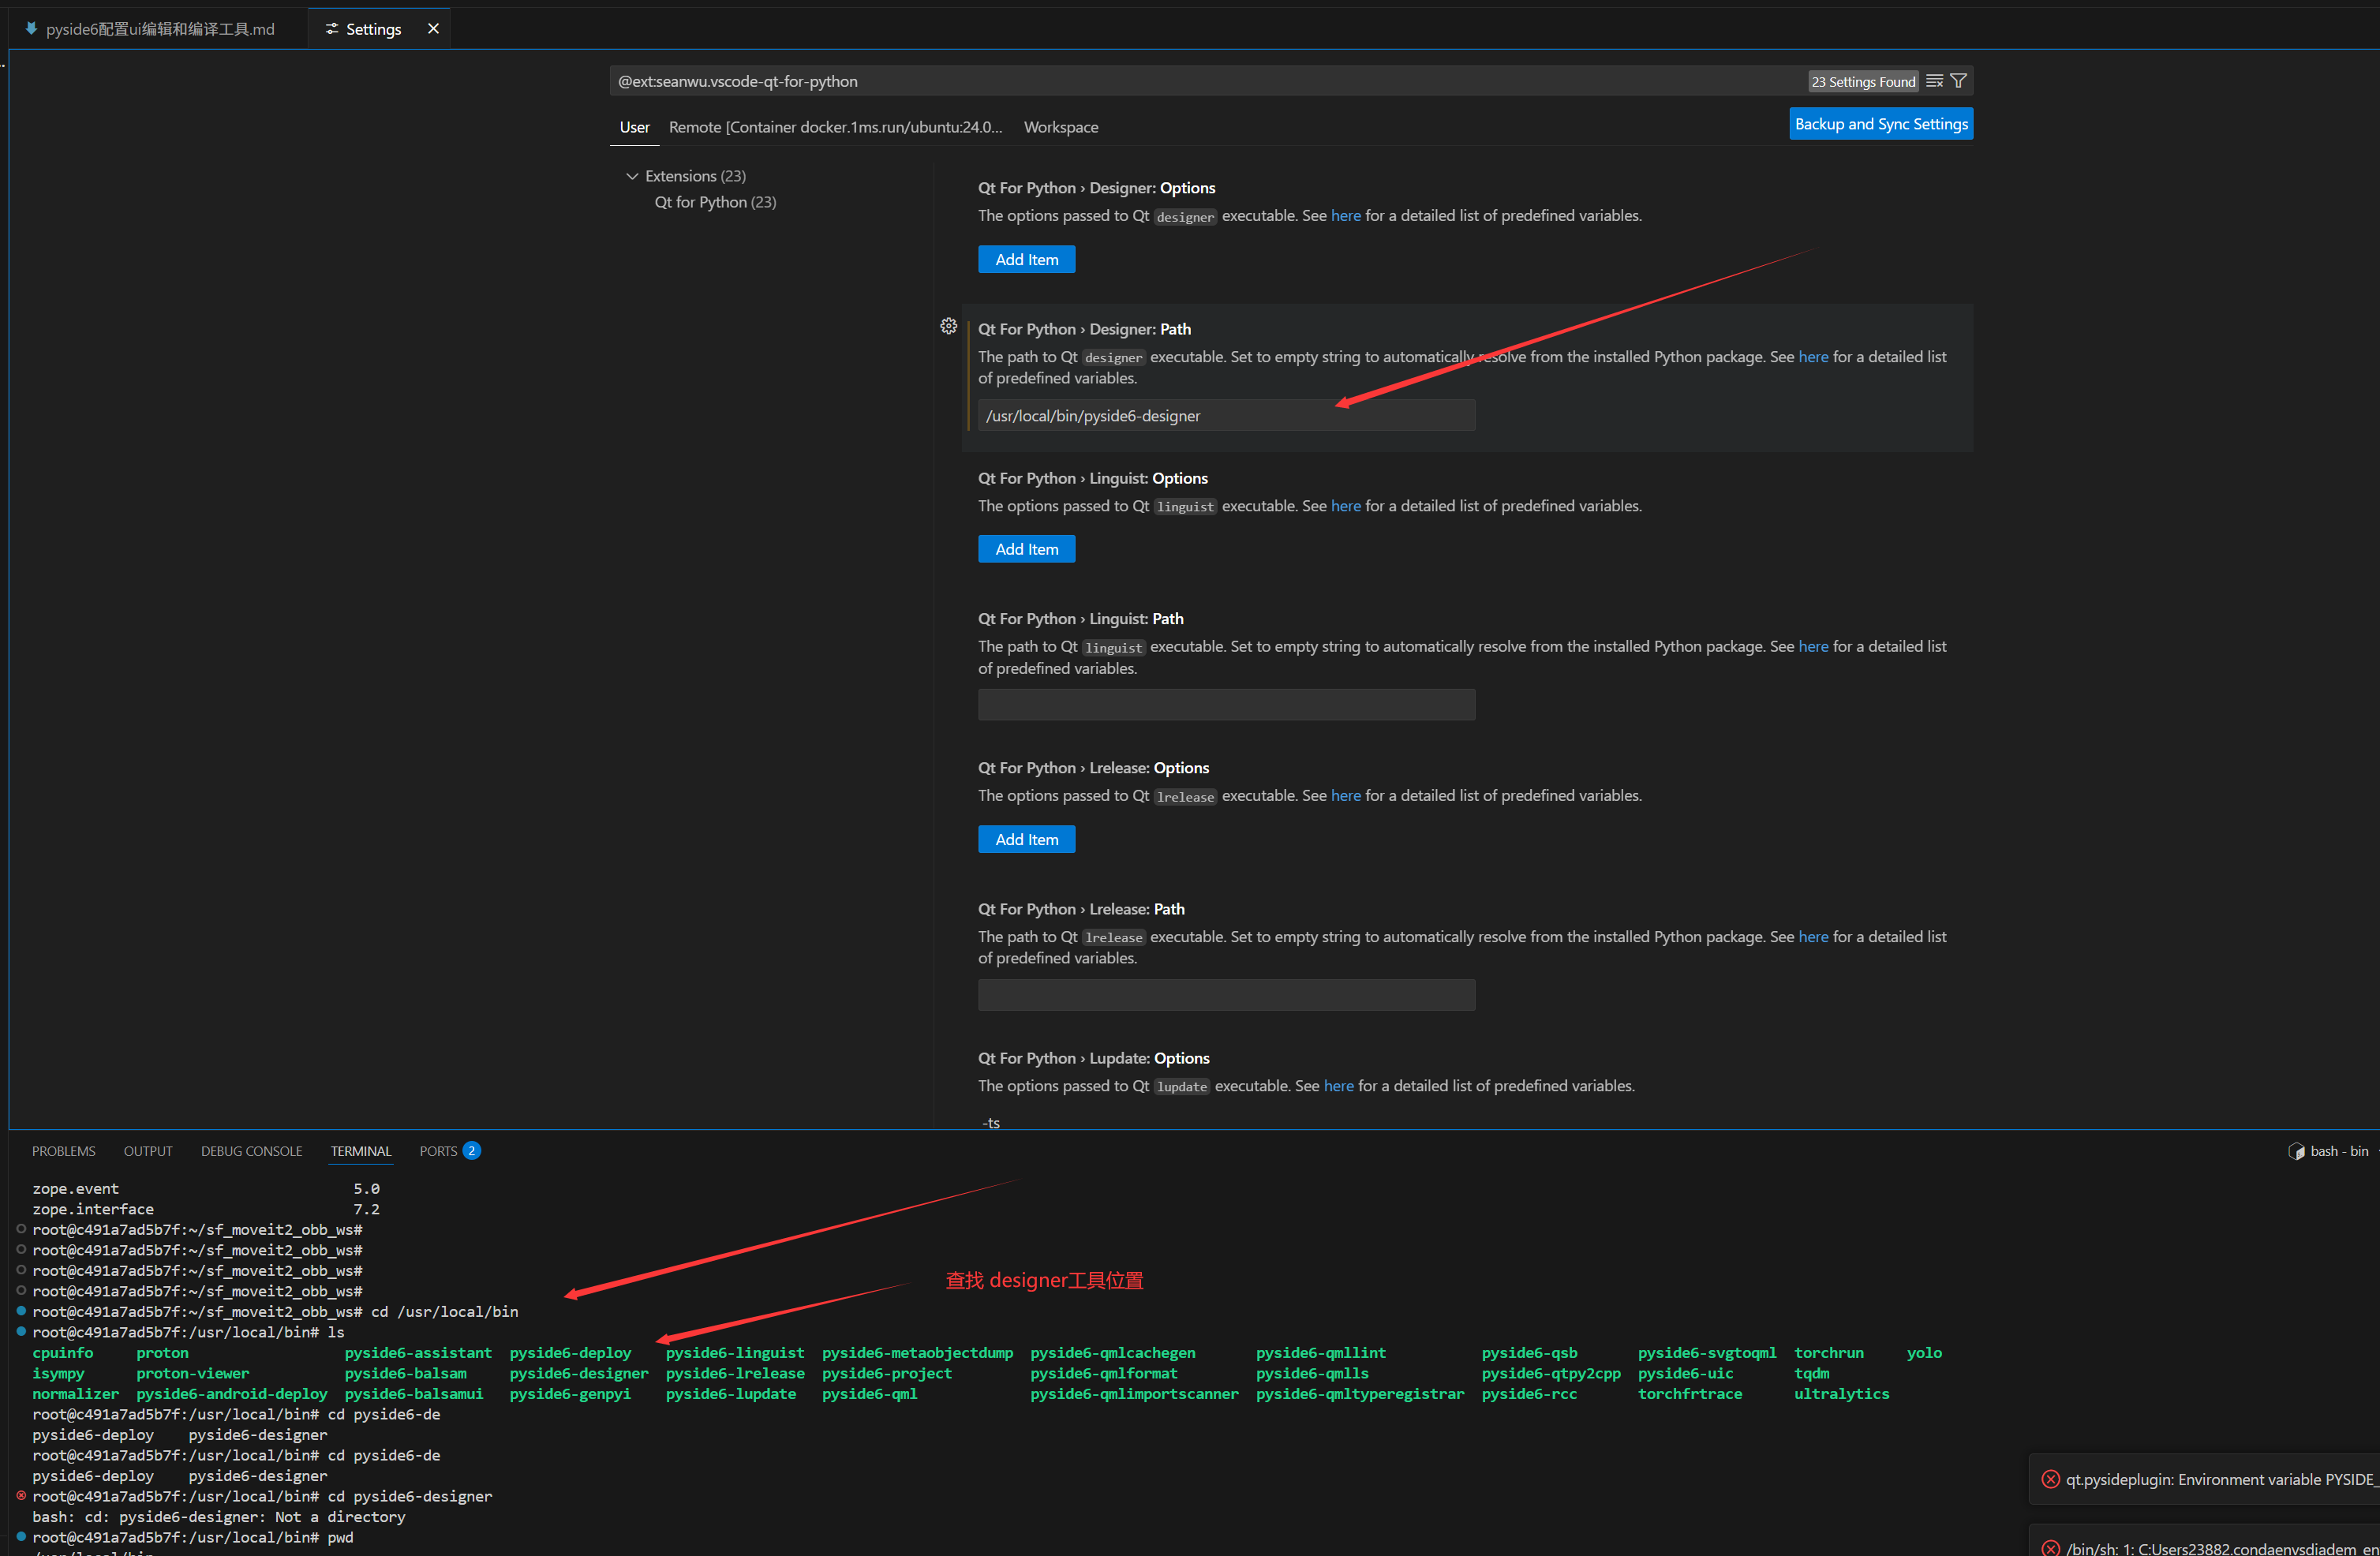 pyside6配置ui编辑和编译工具.md
Settings
@ext:seanwu.vscode-qt-for-python
23 Settings Found
User Remote [Container docker.1ms.run/ubuntu:24.0... Workspace
Backup and Sync Settings
Extensions (23)
Qt for Python (23)
Qt For Python › Designer: Options
The options passed to Qt designer executable. See here for a detailed list of predefined variables.
Add Item
Qt For Python › Designer: Path
The path to Qt designer executable. Set to empty string to automatically resolve from the installed Python package. See here for a detailed list
of predefined variables.
/usr/local/bin/pyside6-designer
Qt For Python › Linguist: Options
The options passed to Qt linguist executable. See here for a detailed list of predefined variables.
Add Item
Qt For Python › Linguist: Path
The path to Qt linguist executable. Set to empty string to automatically resolve from the installed Python package. See here for a detailed list
of predefined variables.
Qt For Python › Lrelease: Options
The options passed to Qt lrelease executable. See here for a detailed list of predefined variables.
Add Item
Qt For Python › Lrelease: Path
The path to Qt lrelease executable. Set to empty string to automatically resolve from the installed Python package. See here for a detailed list
of predefined variables.
Qt For Python › Lupdate: Options
The options passed to Qt lupdate executable. See here for a detailed list of predefined variables.
-ts
PROBLEMS OUTPUT DEBUG CONSOLE TERMINAL PORTS 2
bash - bin
zope.event 5.0
zope.interface 7.2
root@c491a7ad5b7f:~/sf_moveit2_obb_ws#
root@c491a7ad5b7f:~/sf_moveit2_obb_ws#
root@c491a7ad5b7f:~/sf_moveit2_obb_ws#
root@c491a7ad5b7f:~/sf_moveit2_obb_ws#
查找 designer工具位置
root@c491a7ad5b7f:~/sf_moveit2_obb_ws# cd /usr/local/bin
root@c491a7ad5b7f:/usr/local/bin# ls
cpuinfo proton pyside6-assistant pyside6-deploy pyside6-linguist pyside6-metaobjectdump pyside6-qmlcachegen pyside6-qmllint pyside6-qsb pyside6-svgtoqml torchrun yolo
isympy proton-viewer pyside6-balsam pyside6-designer pyside6-lrelease pyside6-project pyside6-qmlformat pyside6-qmlls pyside6-qtpy2cpp pyside6-uic tqdm
normalizer pyside6-android-deploy pyside6-balsamui pyside6-genpyi pyside6-lupdate pyside6-qml pyside6-qmlimportscanner pyside6-qmltyperegistrar pyside6-rcc torchfrtrace ultralytics
root@c491a7ad5b7f:/usr/local/bin# cd pyside6-de
pyside6-deploy pyside6-designer
root@c491a7ad5b7f:/usr/local/bin# cd pyside6-de
pyside6-deploy pyside6-designer
root@c491a7ad5b7f:/usr/local/bin# cd pyside6-designer
bash: cd: pyside6-designer: Not a directory
root@c491a7ad5b7f:/usr/local/bin# pwd
qt.pysideplugin: Environment variable PYSIDE_
/bin/sh: 1: C:Users23882.condaenvsdiadem_en